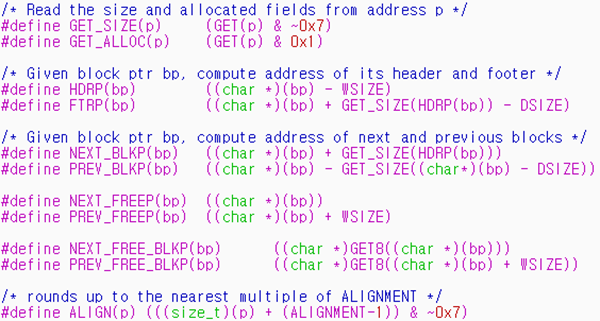 /* Read the size and allocated fields from address p */
#define GET_SIZE(p) (GET(p) & ~0x7)
#define GET_ALLOC(p) (GET(p) & 0x1)
/* Given block ptr bp, compute address of its header and footer */
#define HDRP(bp) ((char *)(bp) - WSIZE)
#define FTRP(bp) ((char *)(bp) + GET_SIZE(HDRP(bp)) - DSIZE)
/* Given block ptr bp, compute address of next and previous blocks */
#define NEXT_BLKP(bp) ((char *)(bp) + GET_SIZE(HDRP(bp)))
#define PREV_BLKP(bp) ((char *)(bp) - GET_SIZE((char*)(bp) - DSIZE))
#define NEXT_FREEP(bp) ((char *)(bp))
#define PREV_FREEP(bp) ((char *)(bp) + WSIZE)
#define NEXT_FREE_BLKP(bp) ((char *)GET8((char *)(bp)))
#define PREV_FREE_BLKP(bp) ((char *)GET8((char *)(bp) + WSIZE))
/* rounds up to the nearest multiple of ALIGNMENT */
#define ALIGN(p) (((size_t)(p) + (ALIGNMENT-1)) & ~0x7)